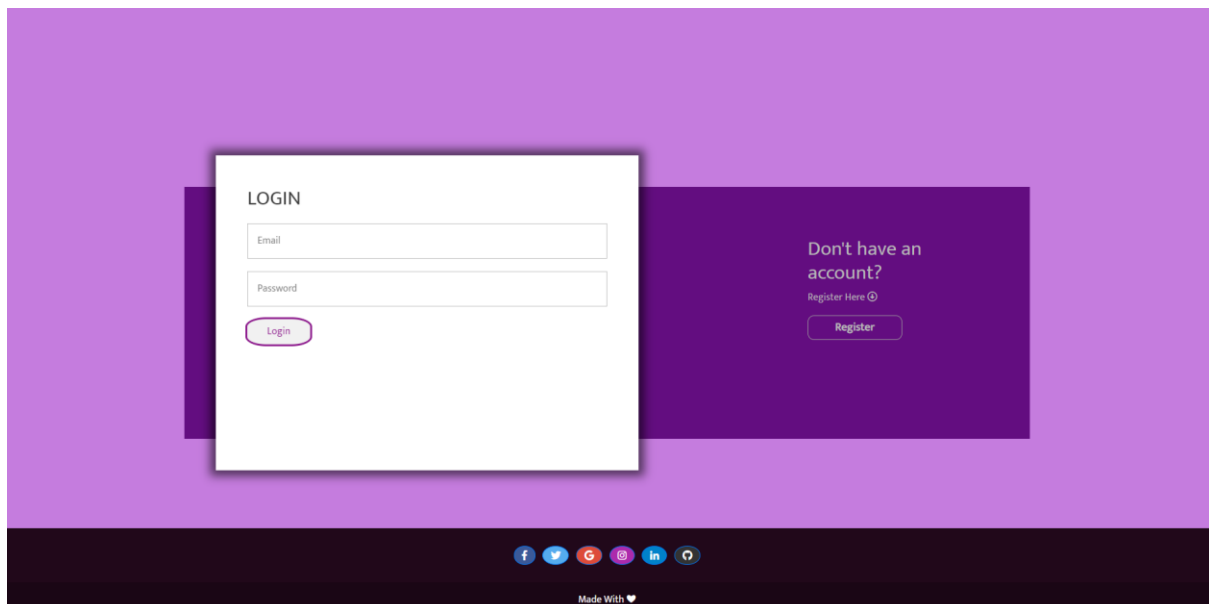 LOGIN
Email
Password
Login
Don't have an
account?
Register Here
Register
Made With